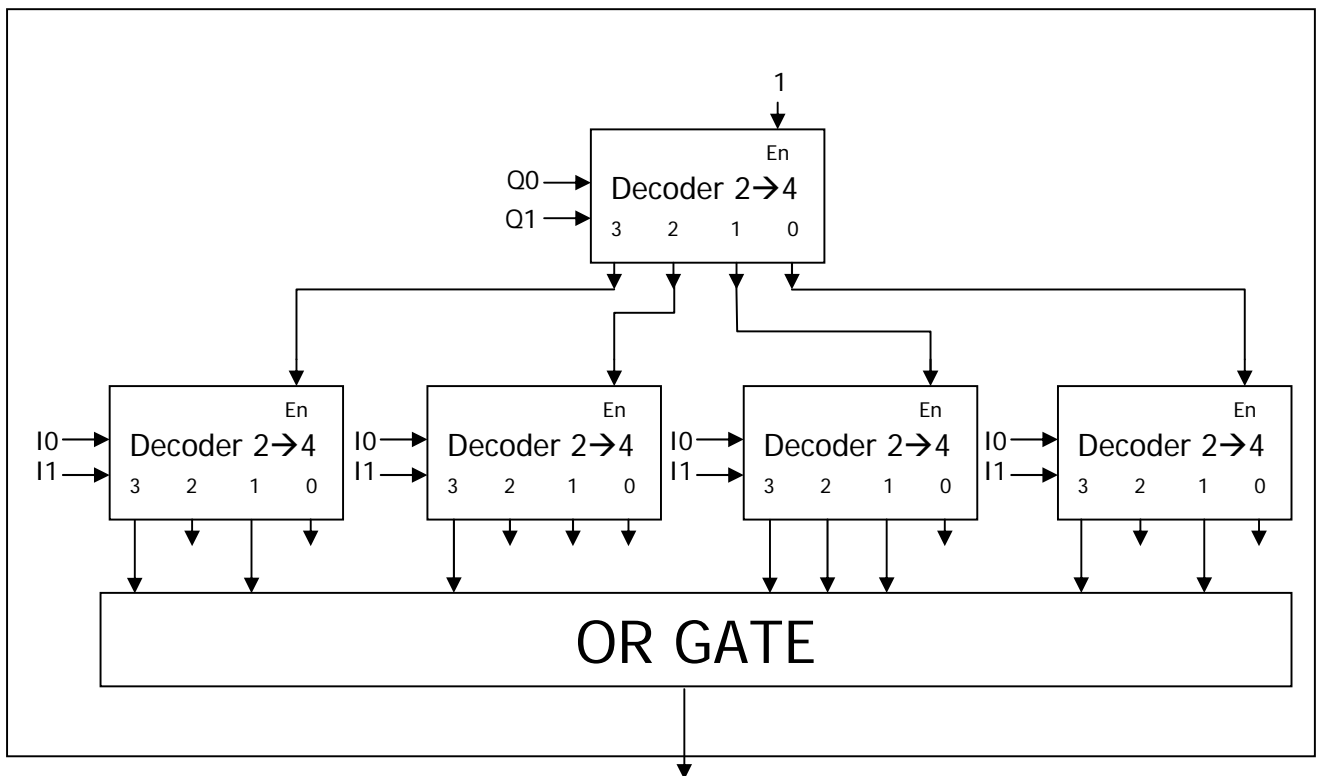 1
En
Q0
Decoder 2→4
Q1
3 2 1 0
En En En En
I0 Decoder 2→4 I0 Decoder 2→4 I0 Decoder 2→4 I0 Decoder 2→4
I1 I1 I1 I1
3 2 1 0 3 2 1 0 3 2 1 0 3 2 1 0
OR GATE